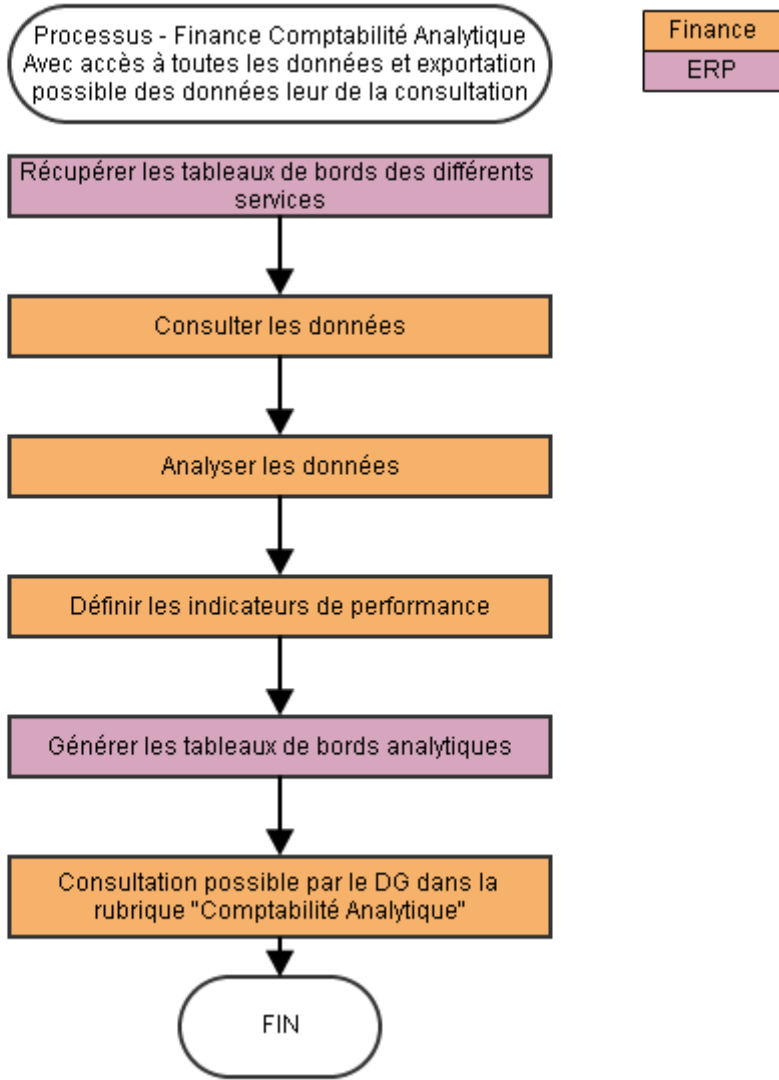 Processus - Finance Comptabilité Analytique
Avec accès à toutes les données et exportation
possible des données leur de la consultation
Finance
ERP
Récupérer les tableaux de bords des différents
services
Consulter les données
Analyser les données
Définir les indicateurs de performance
Générer les tableaux de bords analytiques
Consultation possible par le DG dans la
rubrique "Comptabilité Analytique"
FIN